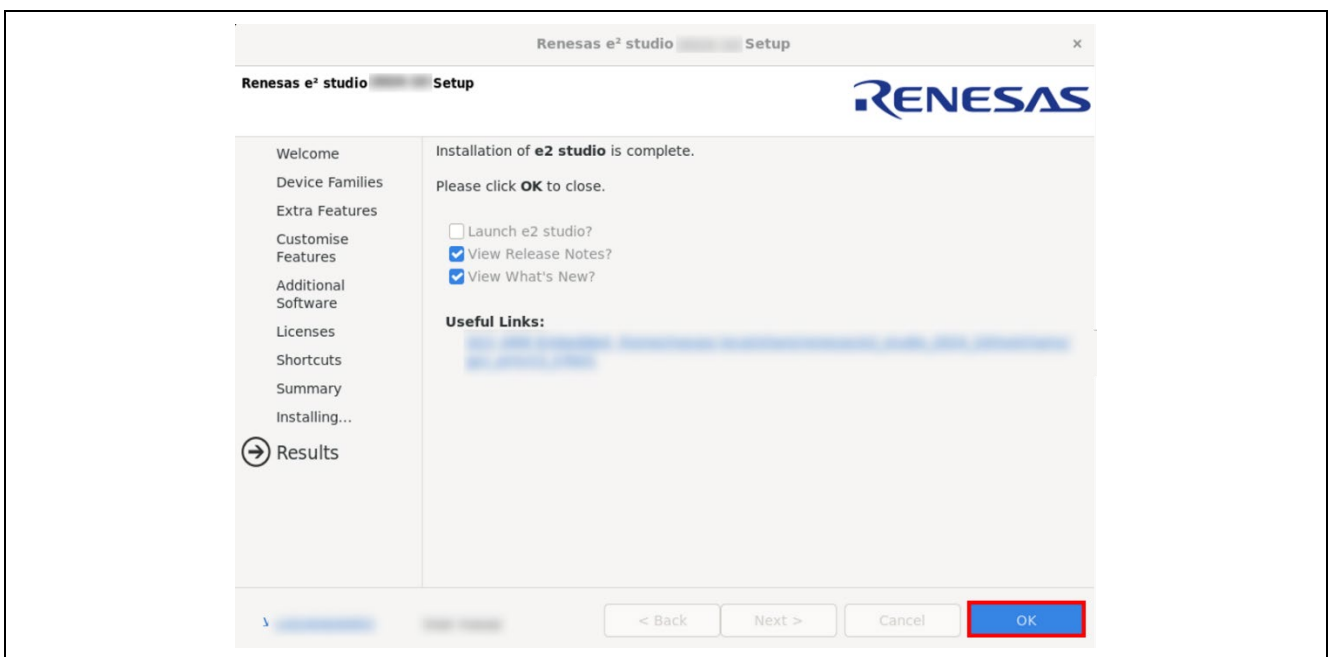 Renesas e² studio Setup
×
Renesas e² studio Setup
RENESAS
Welcome
Device Families
Extra Features
Customise
Features
Additional
Software
Licenses
Shortcuts
Summary
Installing...
Results
Installation of e2 studio is complete.
Please click OK to close.
Launch e2 studio?
View Release Notes?
View What's New?
Useful Links:
< Back
Next >
Cancel
OK